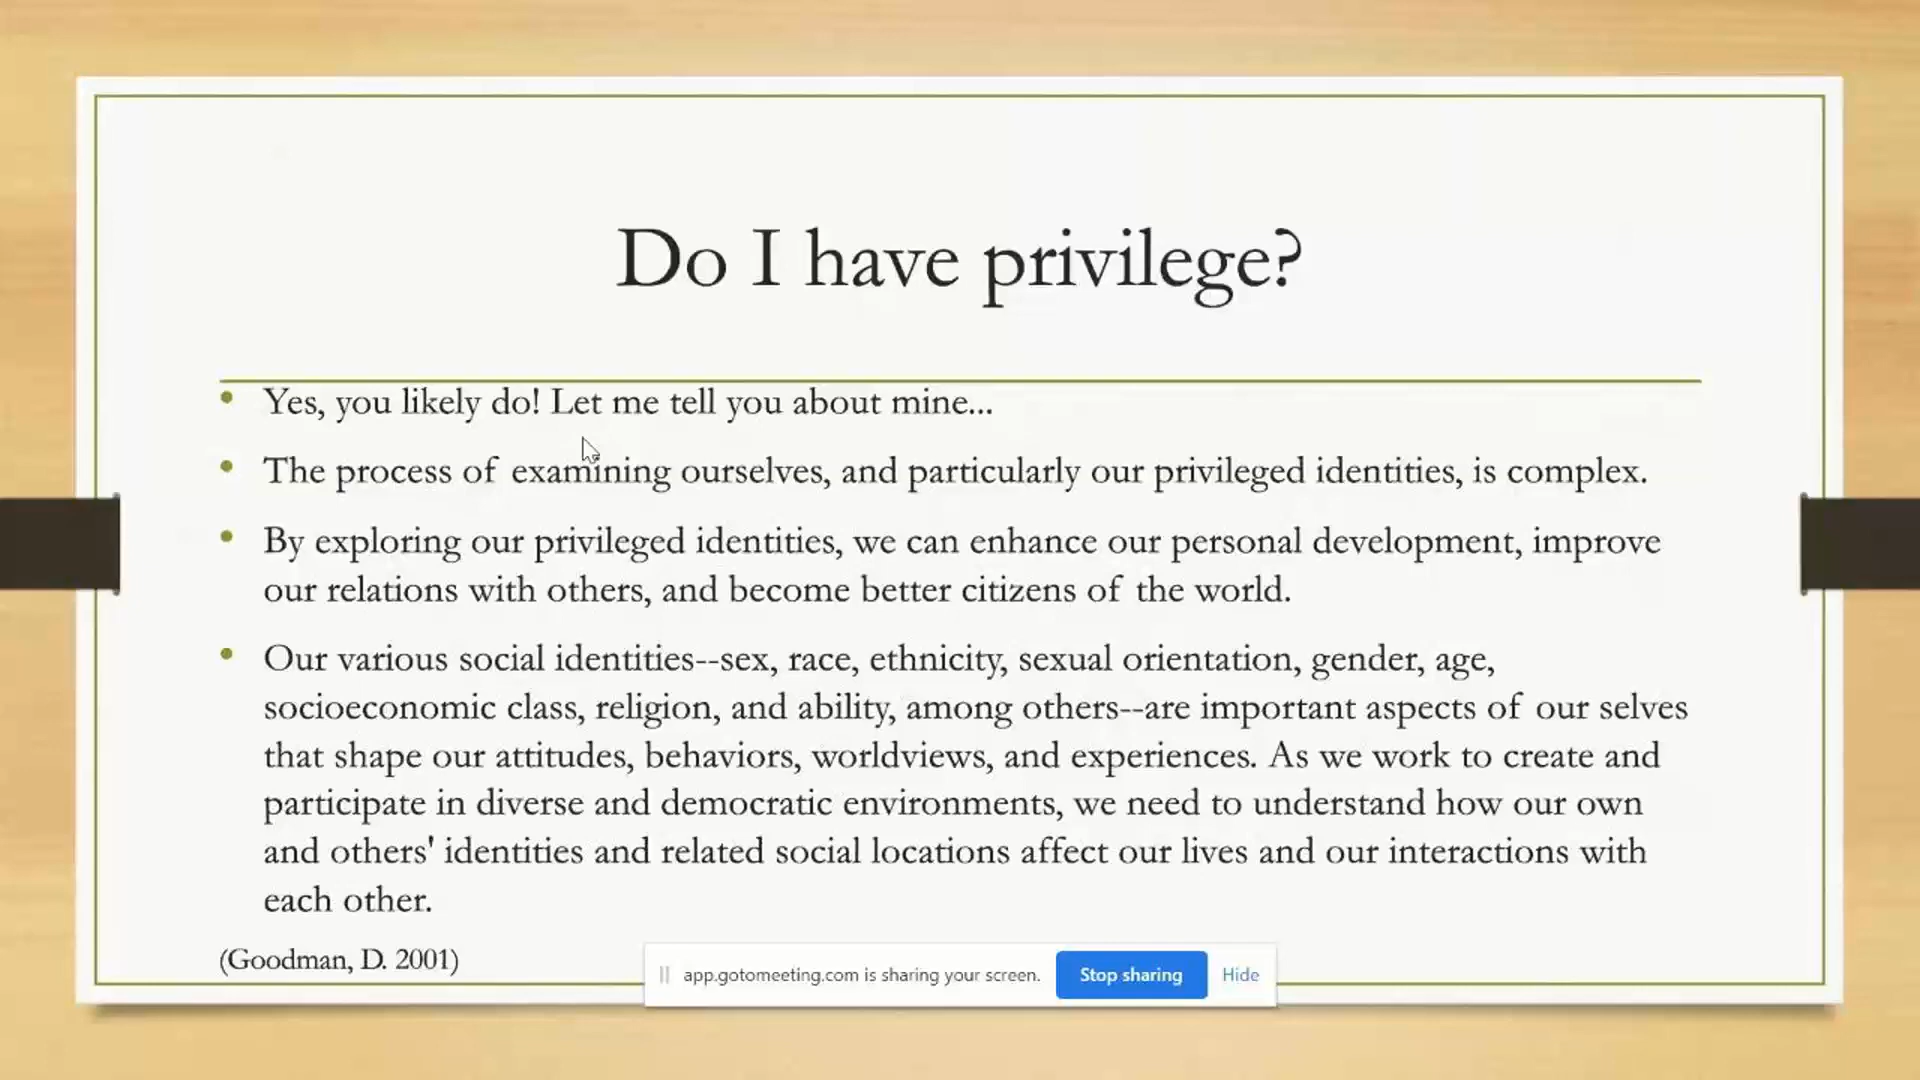 Do I have privilege?
• Yes, you likely do! Let me tell you about mine...
• The process of examining ourselves, and particularly our privileged identities, is complex.
• By exploring our privileged identities, we can enhance our personal development, improve
our relations with others, and become better citizens of the world.
• Our various social identities--sex, race, ethnicity, sexual orientation, gender, age,
socioeconomic class, religion, and ability, among others--are important aspects of our selves
that shape our attitudes, behaviors, worldviews, and experiences. As we work to create and
participate in diverse and democratic environments, we need to understand how our own
and others' identities and related social locations affect our lives and our interactions with
each other.
(Goodman, D. 2001)
app.gotomeeting.com is sharing your screen. Stop sharing Hide